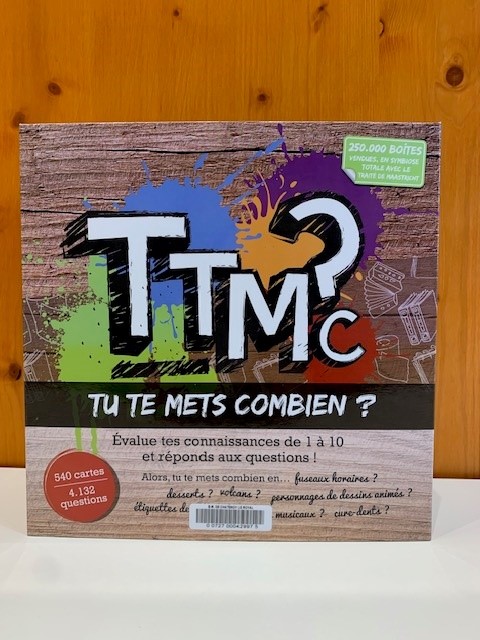 250.000 BOÎTES
VENDUES, EN SYMBIOSE
TOTALE AVEC LE
TRAITÉ DE MAASTRICHT
TTMC?
TU TE METS COMBIEN ?
Évalue tes connaissances de 1 à 10
et réponds aux questions !
540 cartes
4.132
questions
Alors, tu te mets combien en... fuseaux horaires ?
desserts ? volcans ? personnages de dessins animés ?
étiquettes de musicaux ? cure-dents ?